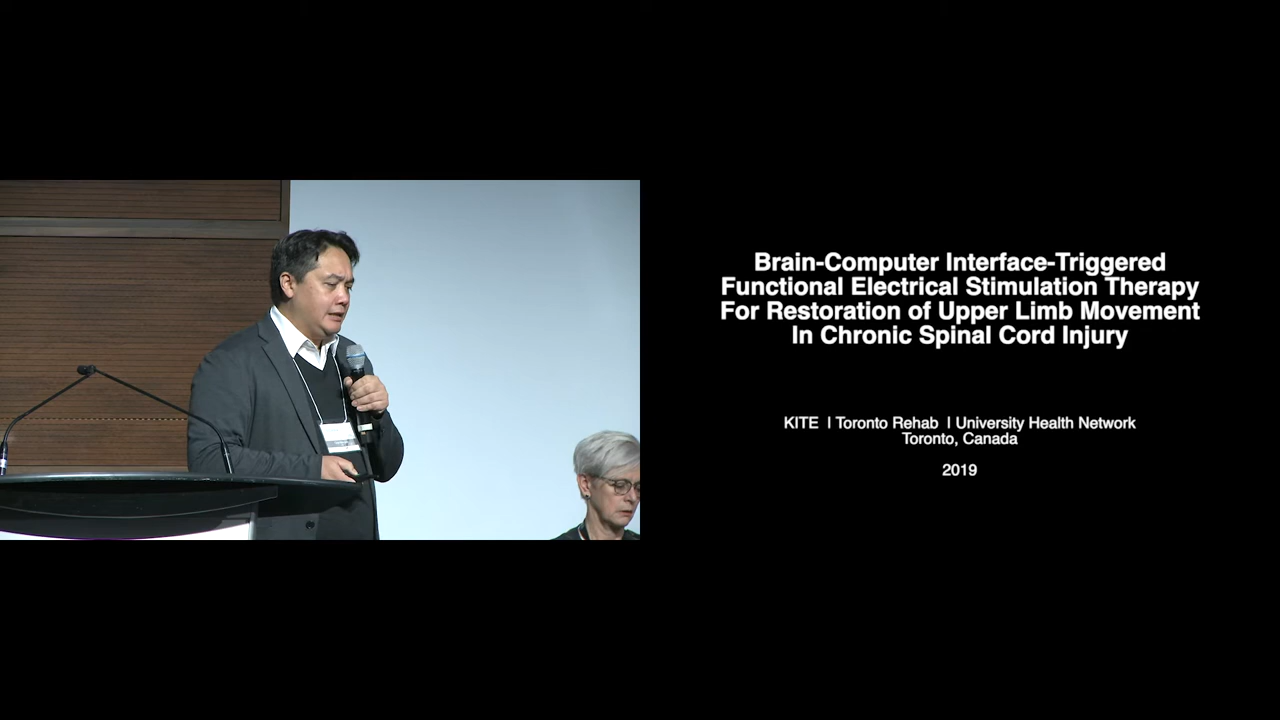 Brain-Computer Interface-Triggered
Functional Electrical Stimulation Therapy
For Restoration of Upper Limb Movement
In Chronic Spinal Cord Injury
KITE | Toronto Rehab | University Health Network
Toronto, Canada
2019